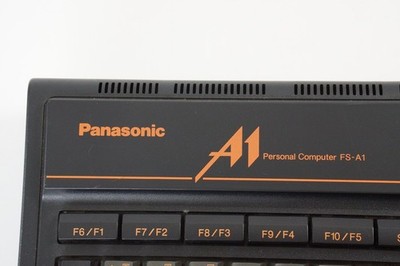 Panasonic
A1 Personal Computer FS-A1
F6/F1 F7/F2 F8/F3 F9/F4 F10/F5 S